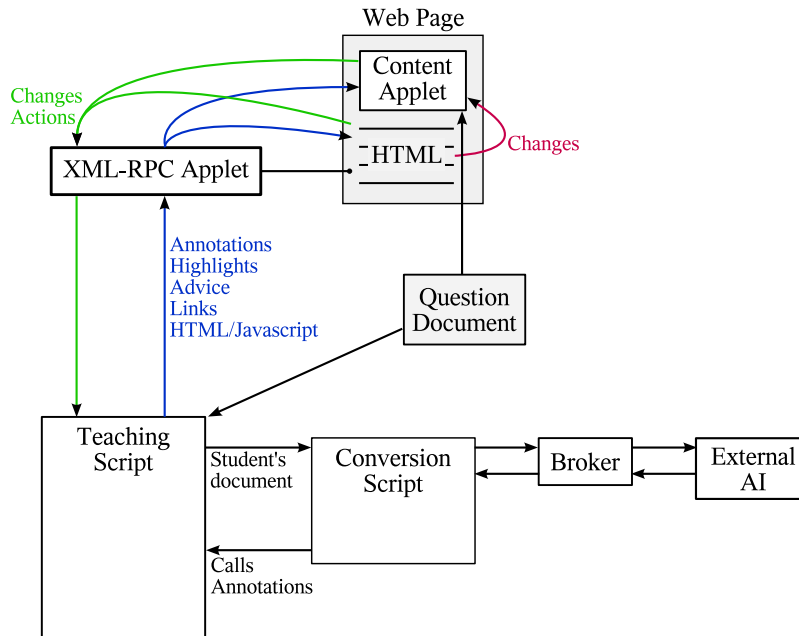 Web Page
Content
Applet
Changes
Actions
HTML
Changes
XML-RPC Applet
Annotations
Highlights
Advice
Links
HTML/Javascript
Question
Document
Teaching
Script
Student's
document
Conversion
Script
Broker
External
AI
Calls
Annotations